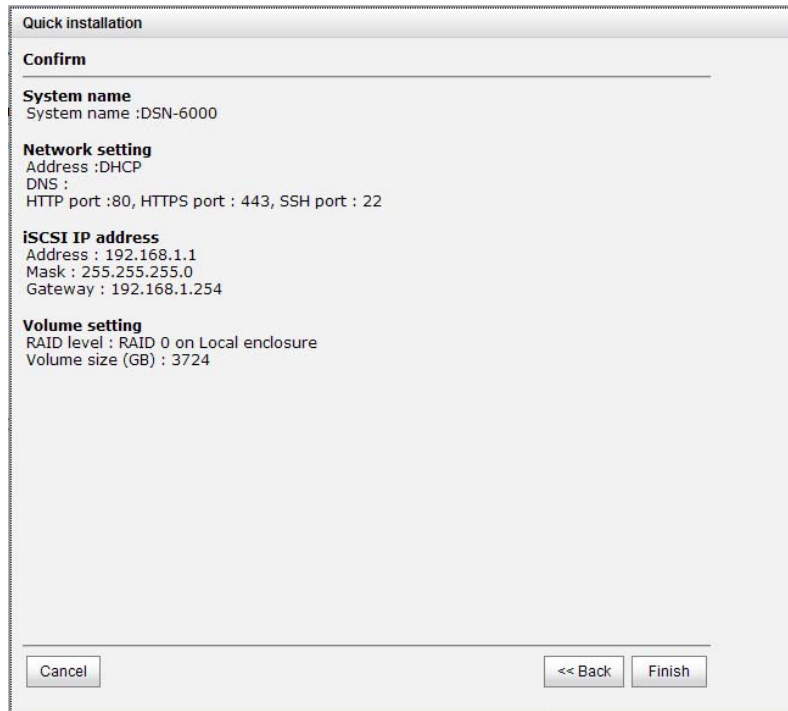 Quick installation
Confirm
System name
System name :DSN-6000
Network setting
Address :DHCP
DNS :
HTTP port :80, HTTPS port : 443, SSH port : 22
iSCSI IP address
Address : 192.168.1.1
Mask : 255.255.255.0
Gateway : 192.168.1.254
Volume setting
RAID level : RAID 0 on Local enclosure
Volume size (GB) : 3724
Cancel
<< Back
Finish